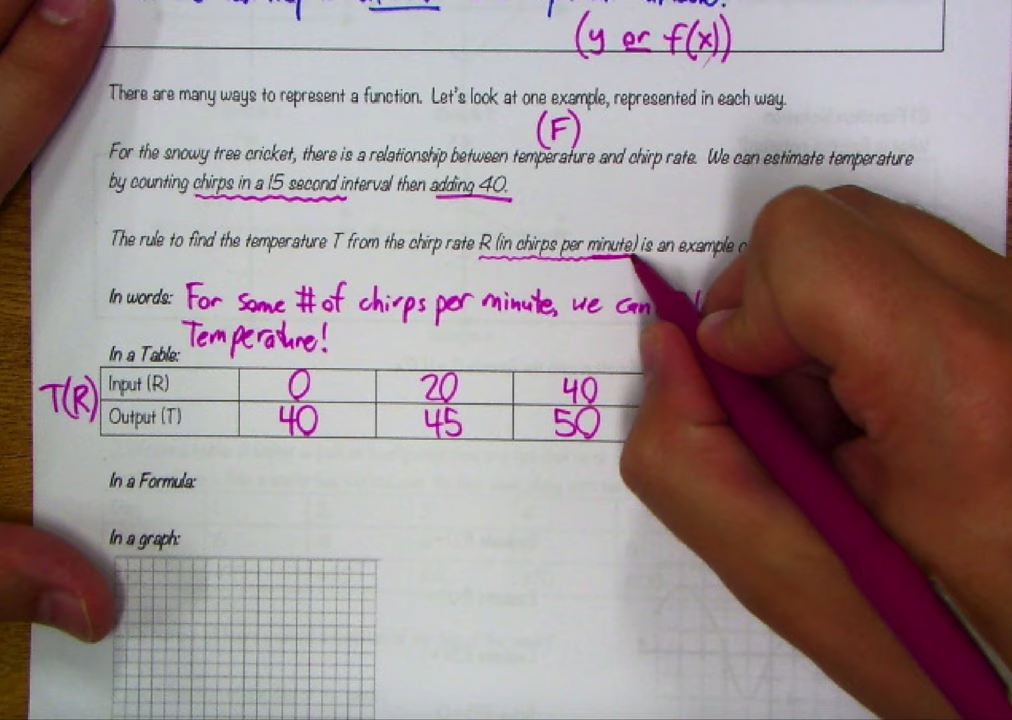 (y or f(x))
There are many ways to represent a function. Let's look at one example, represented in each way.
(F)
For the snowy tree cricket, there is a relationship between temperature and chirp rate. We can estimate temperature
by counting chirps in a 15 second interval then adding 40.
The rule to find the temperature T from the chirp rate R (in chirps per minute) is an example
In words: For some # of chirps per minute, we can
Temperature!
In a Table:
T(R)
Input (R) 0 20 40
Output (T) 40 45 50
In a Formula:
In a graph: